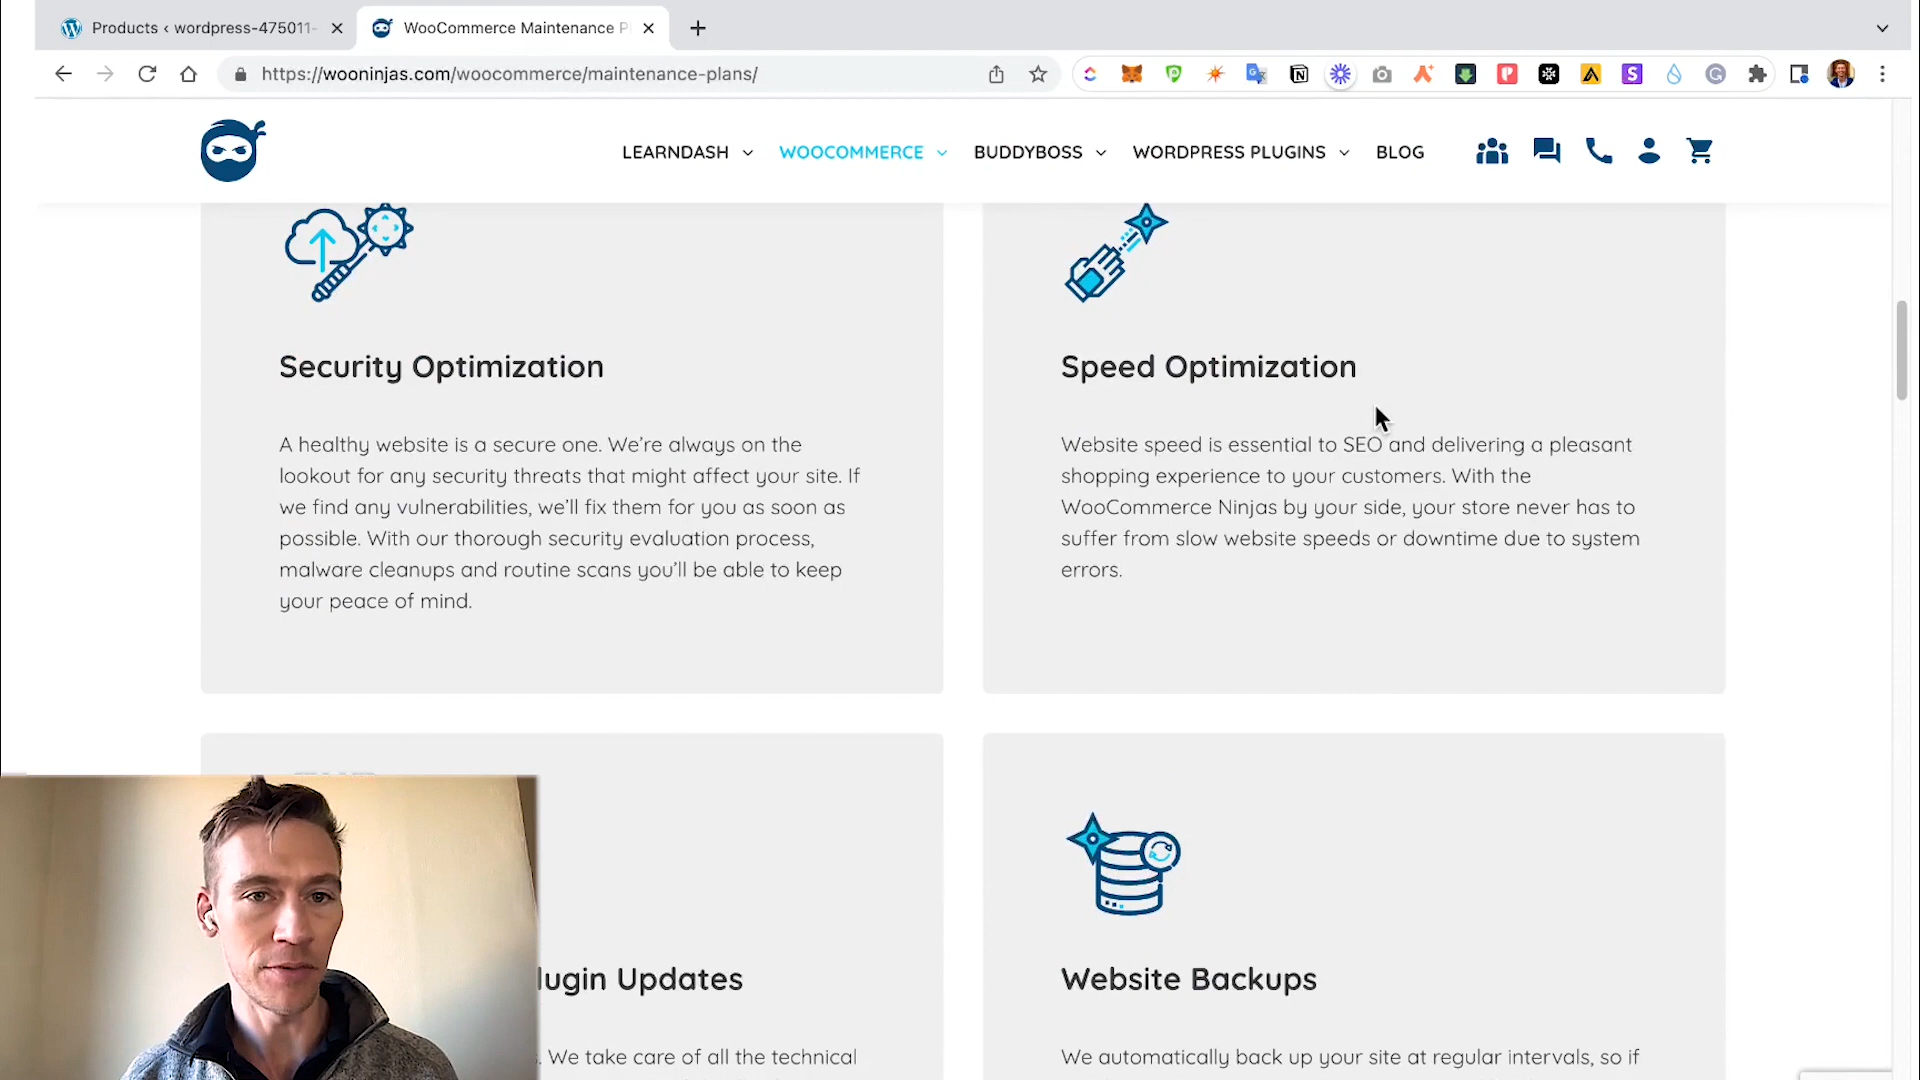 Products ‹ wordpress-475011-
WooCommerce Maintenance P
https://wooninjas.com/woocommerce/maintenance-plans/
LEARNDASH
WOOCOMMERCE
BUDDYBOSS
WORDPRESS PLUGINS
BLOG
Security Optimization
A healthy website is a secure one. We're always on the
lookout for any security threats that might affect your site. If
we find any vulnerabilities, we'll fix them for you as soon as
possible. With our thorough security evaluation process,
malware cleanups and routine scans you'll be able to keep
your peace of mind.
Speed Optimization
Website speed is essential to SEO and delivering a pleasant
shopping experience to your customers. With the
WooCommerce Ninjas by your side, your store never has to
suffer from slow website speeds or downtime due to system
errors.
lugin Updates
. We take care of all the technical
Website Backups
We automatically back up your site at regular intervals, so if